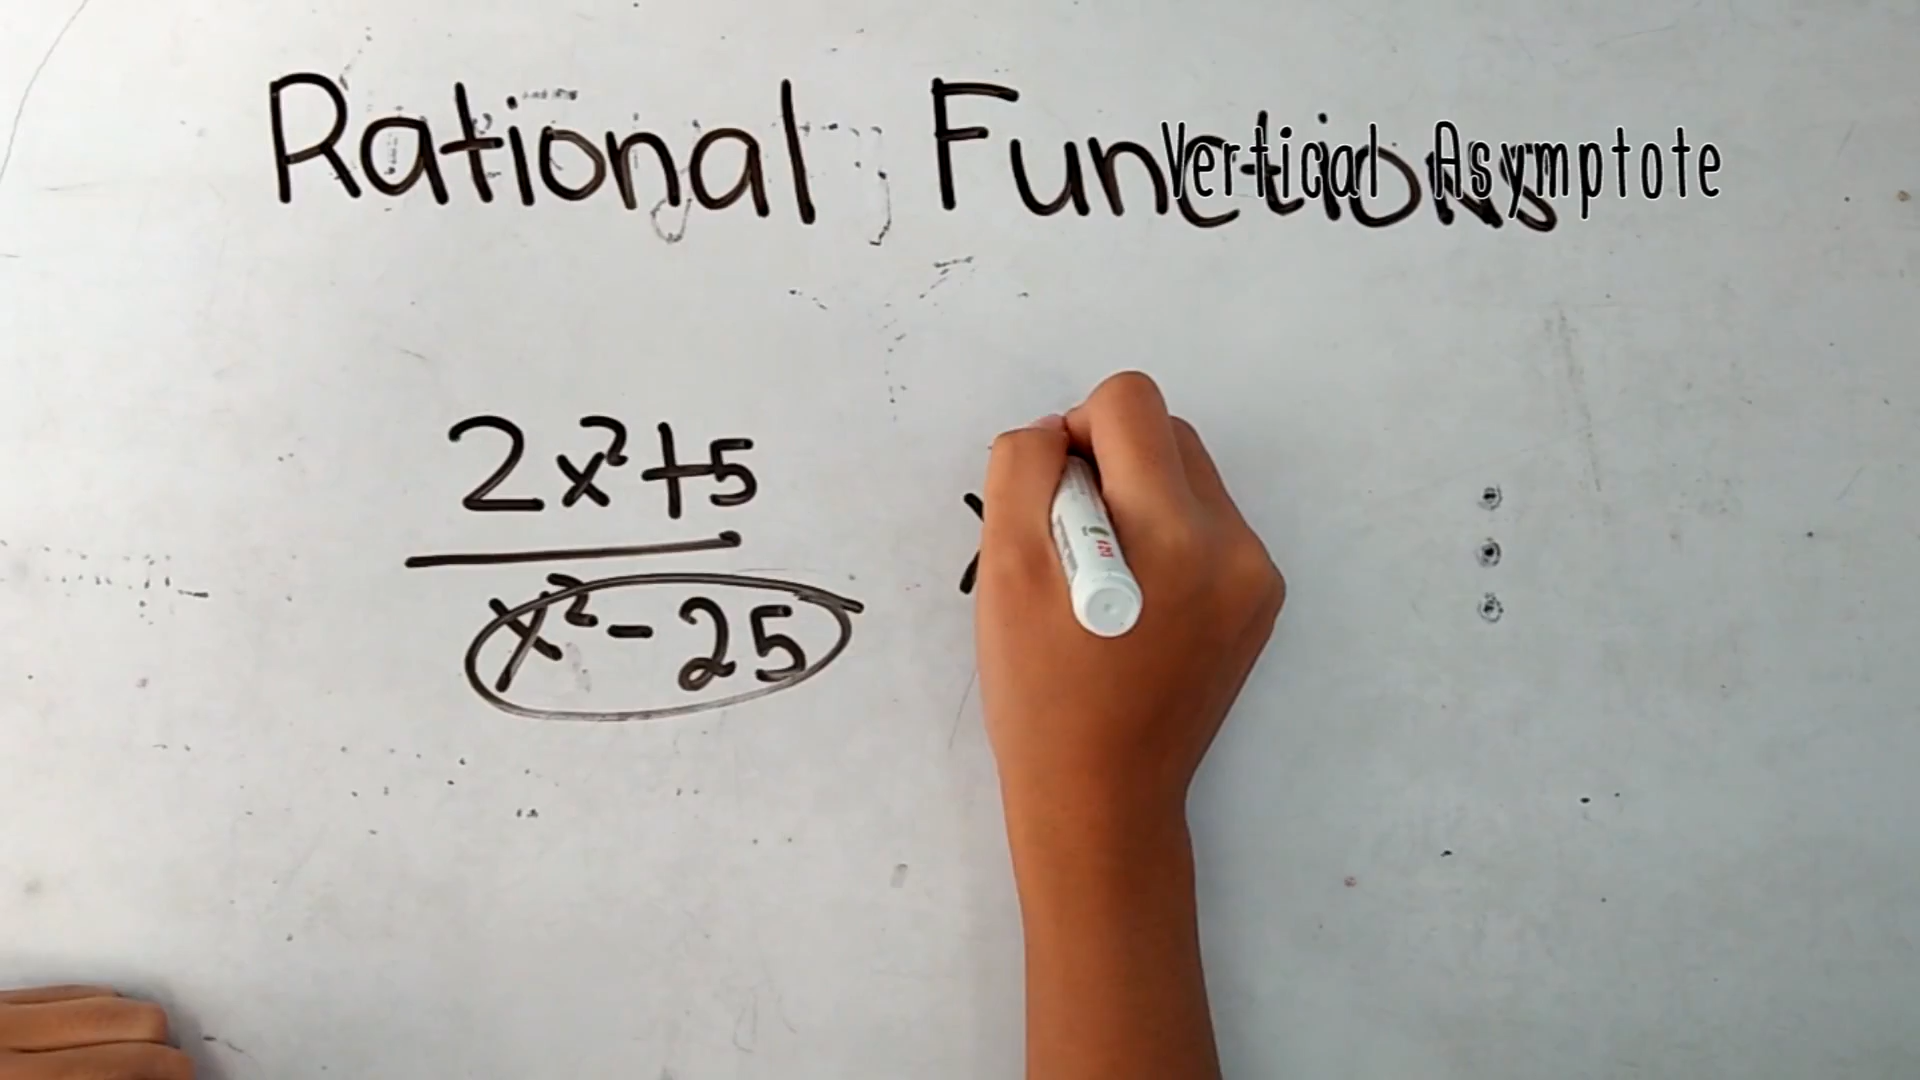 Rational Functions
Vertical Asymptote
2x²+5
x²-25
x